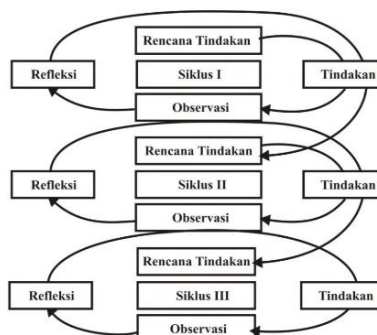 Rencana Tindakan
Refleksi
Siklus I
Tindakan
Observasi
Rencana Tindakan
Refleksi
Siklus II
Tindakan
Observasi
Rencana Tindakan
Refleksi
Siklus III
Tindakan
Observasi